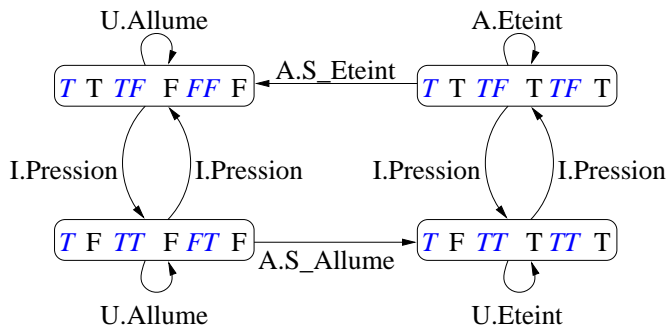 U.Allume A.Eteint
A.S_Eteint
T T TF F FF F T T TF T TF T
I.Pression I.Pression I.Pression I.Pression
T F TT F FT F T F TT T TT T
A.S_Allume
U.Allume U.Eteint